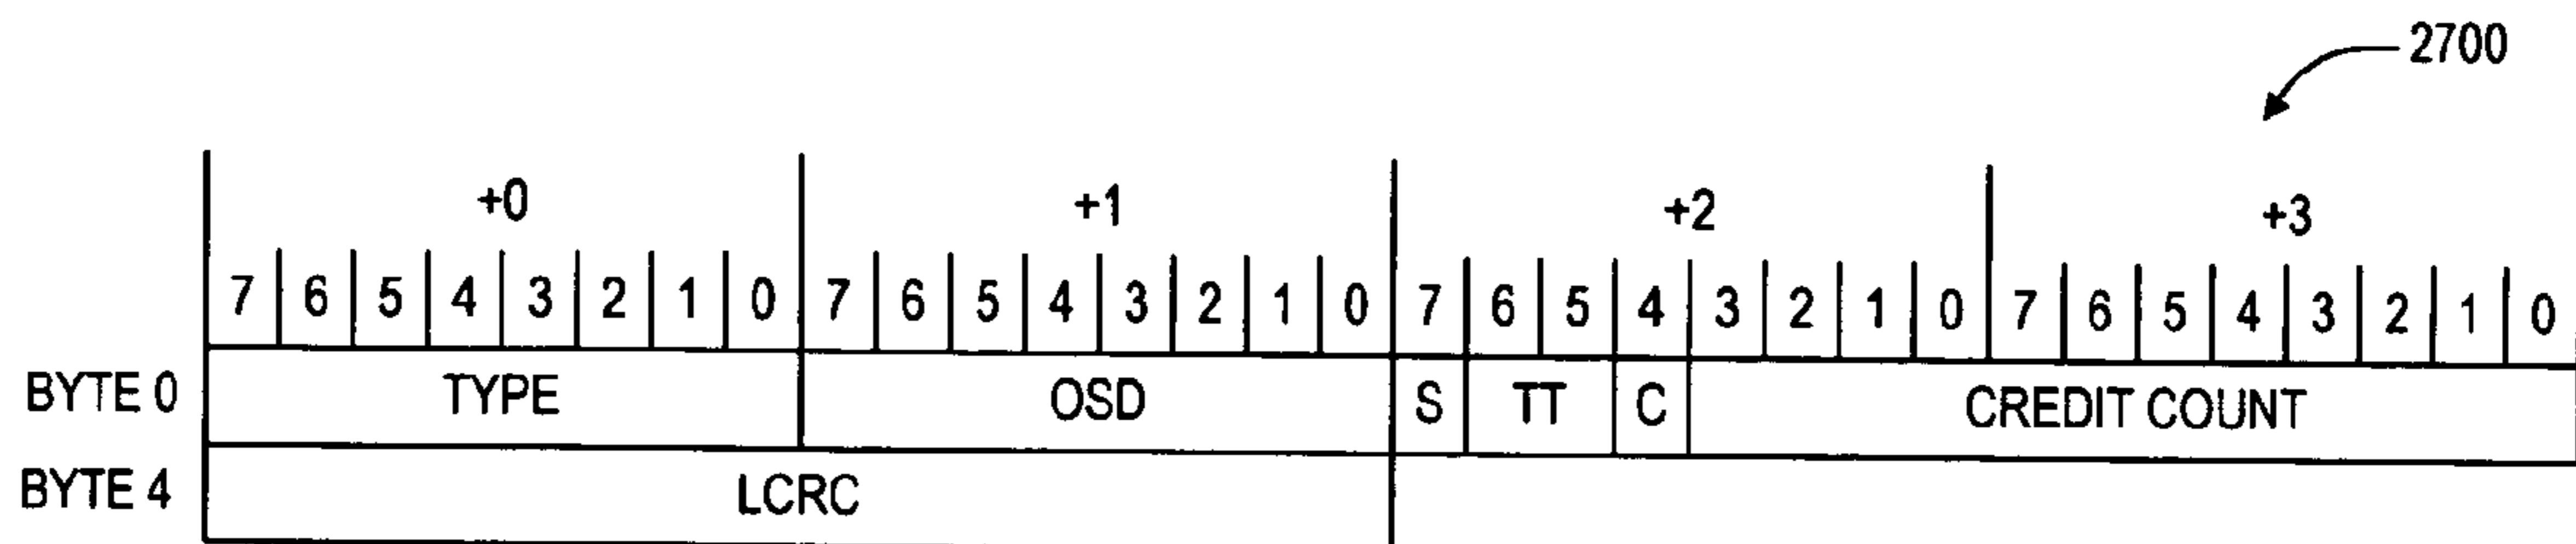 2700
+0 +1 +2 +3
7 6 5 4 3 2 1 0 7 6 5 4 3 2 1 0 7 6 5 4 3 2 1 0 7 6 5 4 3 2 1 0
BYTE 0 TYPE OSD S TT C CREDIT COUNT
BYTE 4 LCRC